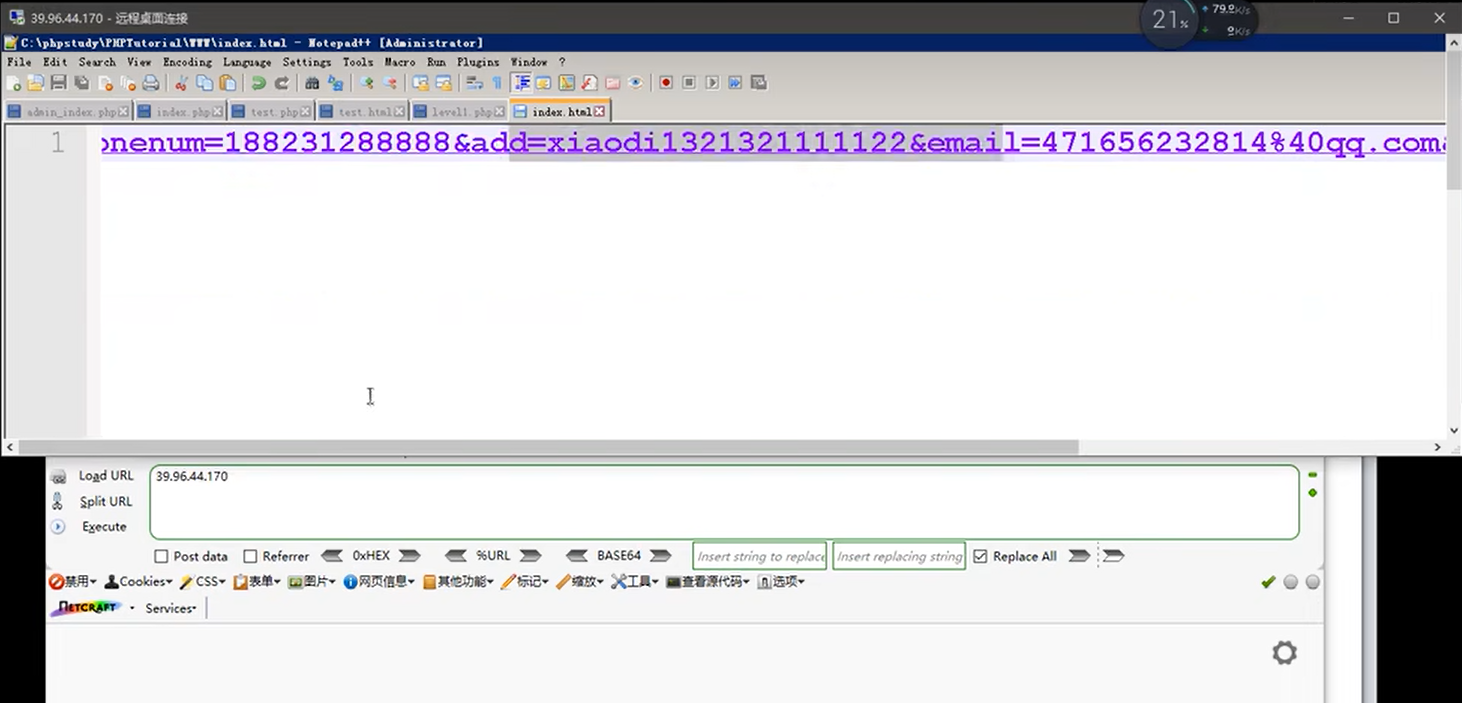 39.96.44.170 - 远程桌面连接
21%
79.9K/s
0K/s
C:\phpstudy\PHPTutorial\WWW\index.html - Notepad++ [Administrator]
File Edit Search View Encoding Language Settings Tools Macro Run Plugins Window ?
admin_index.php index.php test.php test.html level1.php index.html
1 onenum=188231288888&add=xiaodi1321321111122&email=471656232814%40qq.com&
Load URL 39.96.44.170
Split URL
Execute
Post data Referrer 0xHEX %URL BASE64 Insert string to replace Insert replacing string Replace All
禁用 Cookies CSS 表单 图片 网页信息 其他功能 标记 缩放 工具 查看源代码 选项
NETCRAFT Services